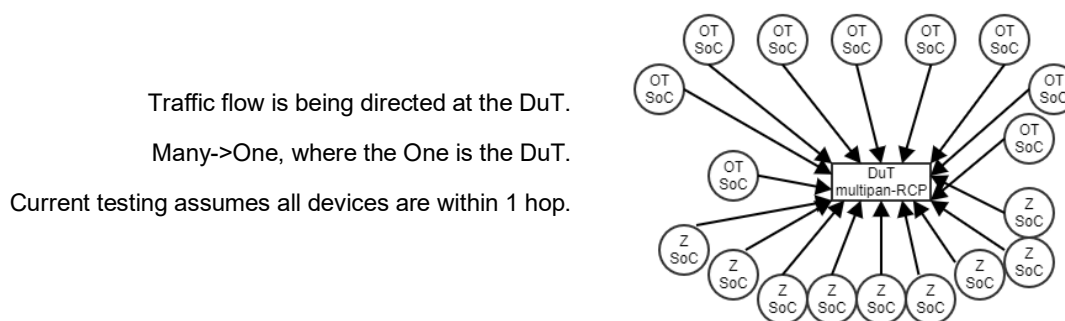 Traffic flow is being directed at the DuT.
Many->One, where the One is the DuT.
Current testing assumes all devices are within 1 hop.
OT
SoC
OT
SoC
OT
SoC
OT
SoC
OT
SoC
OT
SoC
OT
SoC
OT
SoC
OT
SoC
DuT
multipan-RCP
Z
SoC
Z
SoC
Z
SoC
Z
SoC
Z
SoC
Z
SoC
Z
SoC
Z
SoC
Z
SoC